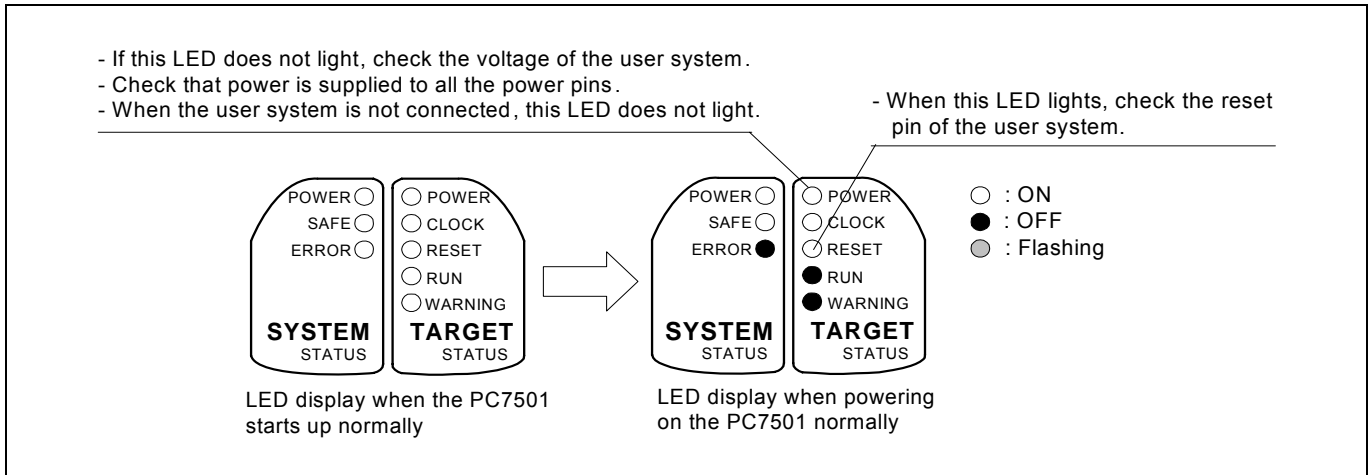 - If this LED does not light, check the voltage of the user system.
- Check that power is supplied to all the power pins.
- When the user system is not connected, this LED does not light.
- When this LED lights, check the reset
pin of the user system.
POWER
SAFE
ERROR
SYSTEM
STATUS
POWER
CLOCK
RESET
RUN
WARNING
TARGET
STATUS
LED display when the PC7501
starts up normally
POWER
SAFE
ERROR
SYSTEM
STATUS
POWER
CLOCK
RESET
RUN
WARNING
TARGET
STATUS
LED display when powering
on the PC7501 normally
: ON
: OFF
: Flashing